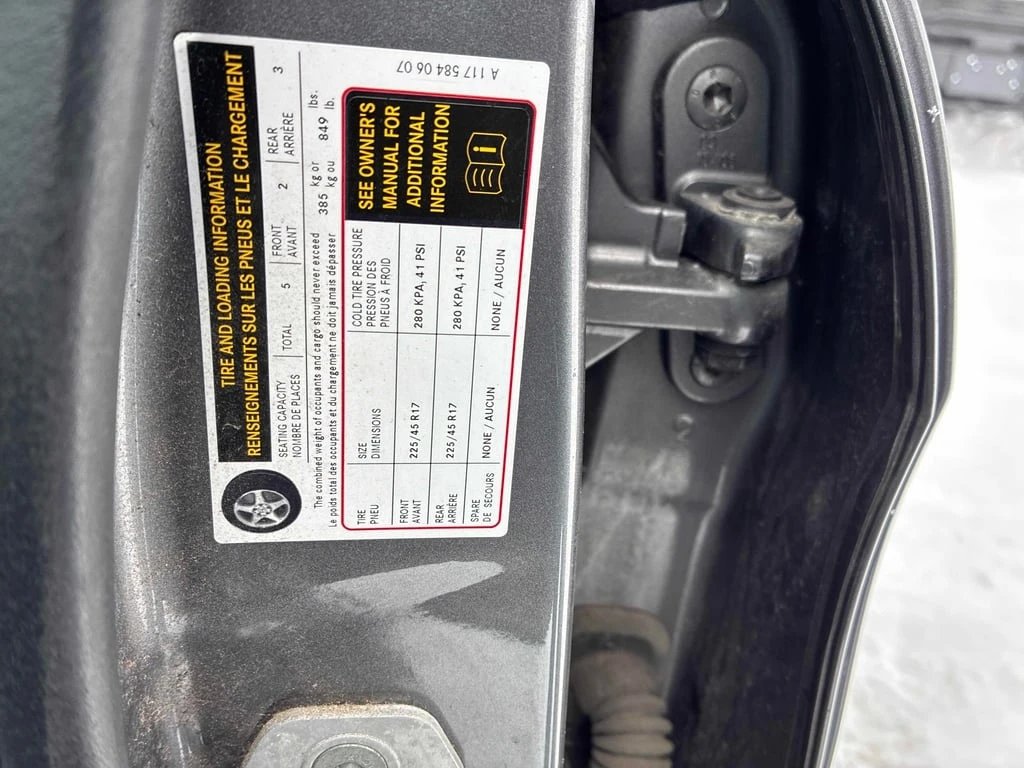 TIRE AND LOADING INFORMATION
RENSEIGNEMENTS SUR LES PNEUS ET LE CHARGEMENT
SEATING CAPACITY TOTAL 5 FRONT 2 REAR 3
NOMBRE DE PLACES AVANT ARRIÈRE
The combined weight of occupants and cargo should never exceed 385 kg or 849 lbs.
Le poids total des occupants et du chargement ne doit jamais dépasser kg ou lb.
TIRE SIZE COLD TIRE PRESSURE
PNEU DIMENSIONS PRESSION DES
PNEUS À FROID
FRONT 225/45 R17 280 KPA, 41 PSI
AVANT
REAR 225/45 R17 280 KPA, 41 PSI
ARRIÈRE
SPARE NONE / AUCUN NONE / AUCUN
DE SECOURS
SEE OWNER'S
MANUAL FOR
ADDITIONAL
INFORMATION
i
A 117 584 06 07
2